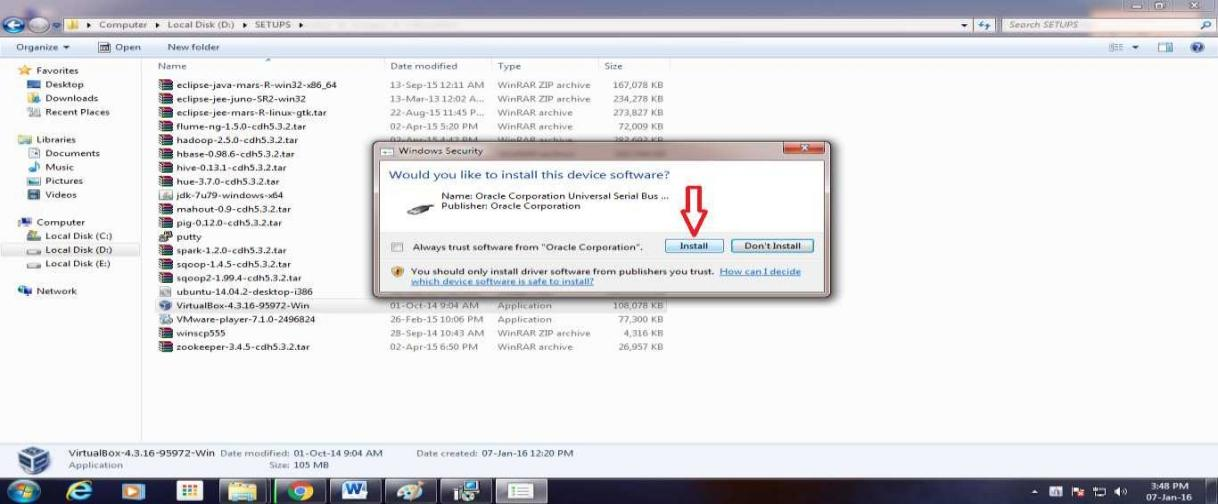 Computer ▸ Local Disk (D:) ▸ SETUPS ▸
Search SETUPS
Organize Open New folder
Name Date modified Type Size
Favorites
Desktop
Downloads
Recent Places
Libraries
Documents
Music
Pictures
Videos
Computer
Local Disk (C:)
Local Disk (D:)
Local Disk (E:)
Network
eclipse-java-mars-R-win32-x86_64 13-Sep-15 12:11 AM WinRAR ZIP archive 167,078 KB
eclipse-jee-juno-SR2-win32 13-Mar-13 12:02 A... WinRAR ZIP archive 234,278 KB
eclipse-jee-mars-R-linux-gtk.tar 22-Aug-15 11:45 P... WinRAR archive 273,827 KB
flume-ng-1.5.0-cdh5.3.2.tar 02-Apr-15 5:20 PM WinRAR archive 72,009 KB
hadoop-2.5.0-cdh5.3.2.tar
hbase-0.98.6-cdh5.3.2.tar
hive-0.13.1-cdh5.3.2.tar
hue-3.7.0-cdh5.3.2.tar
jdk-7u79-windows-x64
mahout-0.9-cdh5.3.2.tar
pig-0.12.0-cdh5.3.2.tar
putty
spark-1.2.0-cdh5.3.2.tar
sqoop-1.4.5-cdh5.3.2.tar
sqoop2-1.99.4-cdh5.3.2.tar
ubuntu-14.04.2-desktop-i386
VirtualBox-4.3.16-95972-Win 01-Oct-14 9:04 AM Application 108,078 KB
VMware-player-7.1.0-2496824 26-Feb-15 10:06 PM Application 77,300 KB
winscp555 28-Sep-14 10:43 AM WinRAR ZIP archive 4,316 KB
zookeeper-3.4.5-cdh5.3.2.tar 02-Apr-15 6:50 PM WinRAR archive 26,957 KB
Windows Security
Would you like to install this device software?
Name: Oracle Corporation Universal Serial Bus ...
Publisher: Oracle Corporation
Always trust software from "Oracle Corporation".
Install Don't Install
You should only install driver software from publishers you trust. How can I decide
which device software is safe to install?
VirtualBox-4.3.16-95972-Win Date modified: 01-Oct-14 9:04 AM Date created: 07-Jan-16 12:20 PM
Application Size: 105 MB
3:48 PM
07-Jan-16